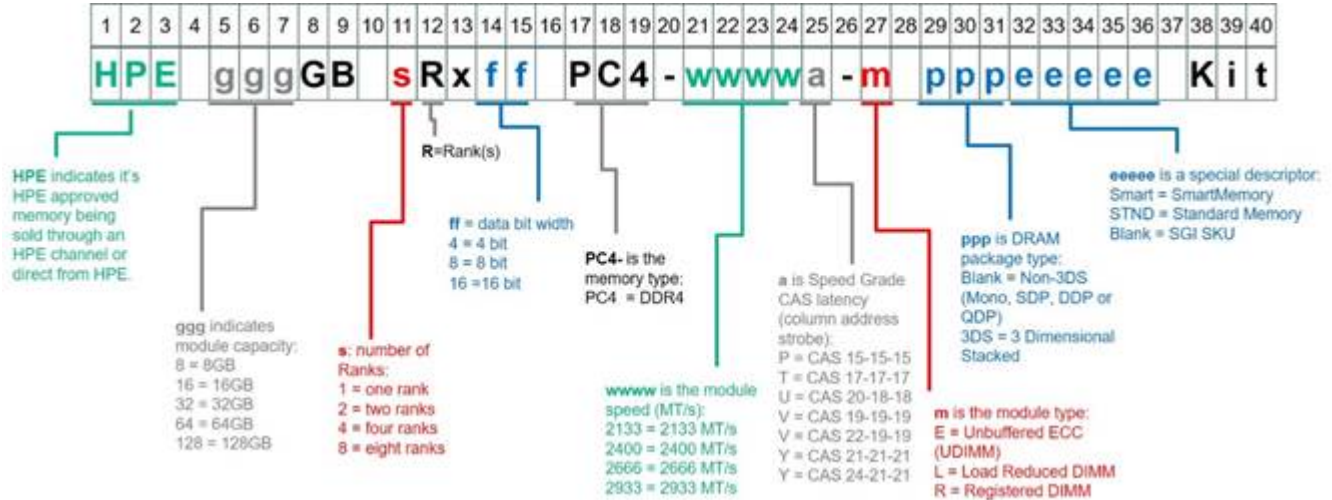 1 2 3 4 5 6 7 8 9 10 11 12 13 14 15 16 17 18 19 20 21 22 23 24 25 26 27 28 29 30 31 32 33 34 35 36 37 38 39 40
HPE gggGB sRxff PC4-wwwwa-m pppeeeee Kit
HPE indicates it's
HPE approved
memory being
sold through an
HPE channel or
direct from HPE.
ggg indicates
module capacity:
8 = 8GB
16 = 16GB
32 = 32GB
64 = 64GB
128 = 128GB
s: number of
Ranks:
1 = one rank
2 = two ranks
4 = four ranks
8 = eight ranks
R=Rank(s)
ff = data bit width
4 = 4 bit
8 = 8 bit
16 =16 bit
PC4- is the
memory type:
PC4 = DDR4
wwww is the module
speed (MT/s):
2133 = 2133 MT/s
2400 = 2400 MT/s
2666 = 2666 MT/s
2933 = 2933 MT/s
a is Speed Grade
CAS latency
(column address
strobe):
P = CAS 15-15-15
T = CAS 17-17-17
U = CAS 20-18-18
V = CAS 19-19-19
V = CAS 22-19-19
Y = CAS 21-21-21
Y = CAS 24-21-21
m is the module type:
E = Unbuffered ECC
(UDIMM)
L = Load Reduced DIMM
R = Registered DIMM
ppp is DRAM
package type:
Blank = Non-3DS
(Mono, SDP, DDP or
QDP)
3DS = 3 Dimensional
Stacked
eeeee is a special descriptor:
Smart = SmartMemory
STND = Standard Memory
Blank = SGI SKU